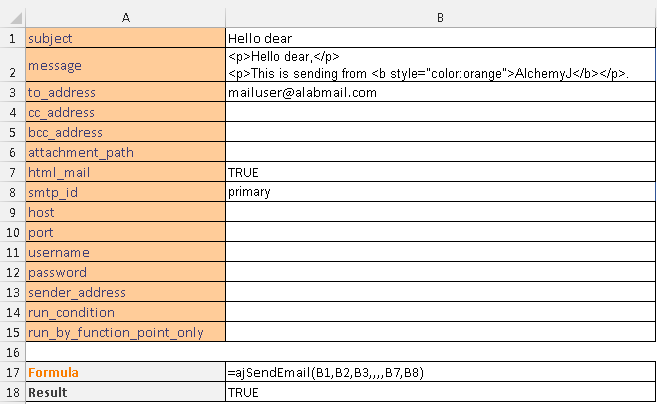 A B
1 subject Hello dear
2 message <p>Hello dear,</p>
<p>This is sending from <b style="color:orange">AlchemyJ</b></p>.
3 to_address mailuser@alabmail.com
4 cc_address
5 bcc_address
6 attachment_path
7 html_mail TRUE
8 smtp_id primary
9 host
10 port
11 username
12 password
13 sender_address
14 run_condition
15 run_by_function_point_only
16
17 Formula =ajSendEmail(B1,B2,B3,,,,B7,B8)
18 Result TRUE